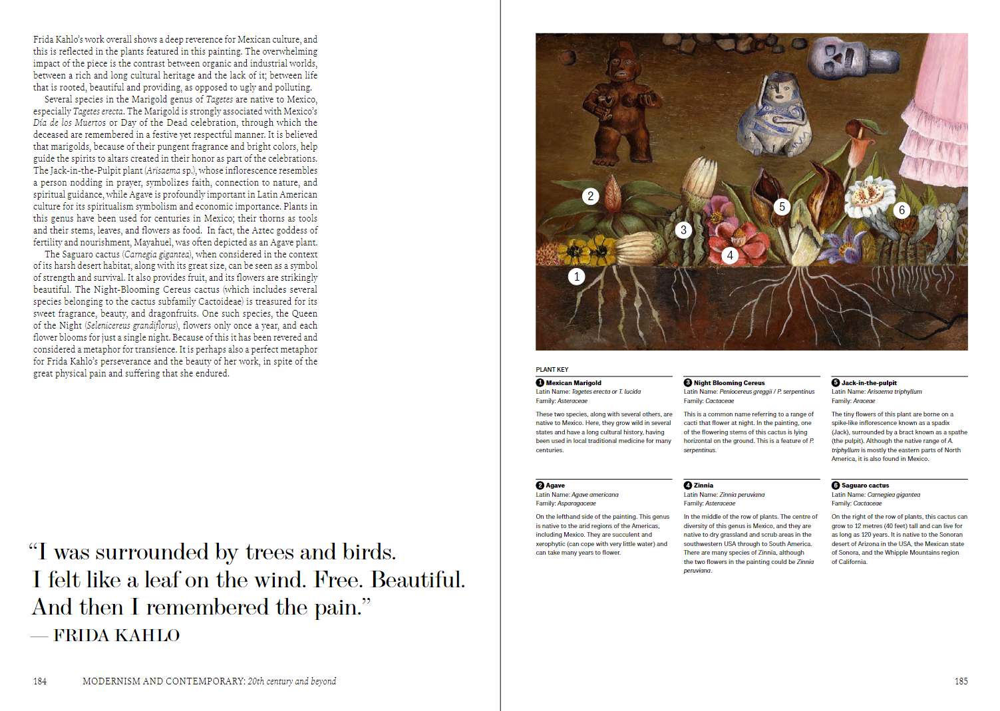 Frida Kahlo's work overall shows a deep reverence for Mexican culture, and
this is reflected in the plants featured in this painting. The overwhelming
impact of the piece is the contrast between organic and industrial worlds,
between a rich and long cultural heritage and the lack of it; between life
that is rooted, beautiful and providing, as opposed to ugly and polluting.
Several species in the Marigold genus of Tagetes are native to Mexico,
especially Tagetes erecta. The Marigold is strongly associated with Mexico's
Día de los Muertos or Day of the Dead celebration, through which the
deceased are remembered in a festive yet respectful manner. It is believed
that marigolds, because of their pungent fragrance and bright colors, help
guide the spirits to altars created in their honor as part of the celebrations.
The Jack-in-the-Pulpit plant (Arisaema sp.), whose inflorescence resembles
a person nodding in prayer, symbolizes faith, connection to nature, and
spiritual guidance, while Agave is profoundly important in Latin American
culture for its spiritualism symbolism and economic importance. Plants in
this genus have been used for centuries in Mexico; their thorns as tools
and their stems, leaves, and flowers as food. In fact, the Aztec goddess of
fertility and nourishment, Mayahuel, was often depicted as an Agave plant.
The Saguaro cactus (Carnegia gigantea), when considered in the context
of its harsh desert habitat, along with its great size, can be seen as a symbol
of strength and survival. It also provides fruit, and its flowers are strikingly
beautiful. The Night-Blooming Cereus cactus (which includes several
species belonging to the cactus subfamily Cactoideae) is treasured for its
sweet fragrance, beauty, and dragonfruits. One such species, the Queen
of the Night (Selenicereus grandiflorus), flowers only once a year, and each
flower blooms for just a single night. Because of this it has been revered and
considered a metaphor for transience. It is perhaps also a perfect metaphor
for Frida Kahlo's perseverance and the beauty of her work, in spite of the
great physical pain and suffering that she endured.
“I was surrounded by trees and birds.
I felt like a leaf on the wind. Free. Beautiful.
And then I remembered the pain.”
— FRIDA KAHLO
184 MODERNISM AND CONTEMPORARY: 20th century and beyond
2
5
6
3
4
1
PLANT KEY
1 Mexican Marigold
Latin Name: Tagetes erecta or T. lucida
Family: Asteraceae
These two species, along with several others, are
native to Mexico. Here, they grow wild in several
states and have a long cultural history, having
been used in local traditional medicine for many
centuries.
2 Agave
Latin Name: Agave americana
Family: Asparagaceae
On the lefthand side of the painting. This genus
is native to the arid regions of the Americas,
including Mexico. They are succulent and
xerophytic (can cope with very little water) and
can take many years to flower.
3 Night Blooming Cereus
Latin Name: Peniocereus greggii / P. serpentinus
Family: Cactaceae
This is a common name referring to a range of
cacti that flower at night. In the painting, one
of the flowering stems of this cactus is lying
horizontal on the ground. This is a feature of P.
serpentinus.
4 Zinnia
Latin Name: Zinnia peruviana
Family: Asteraceae
In the middle of the row of plants. The centre of
diversity of this genus is Mexico, and they are
native to dry grassland and scrub areas in the
southwestern USA through to South America.
There are many species of Zinnia, although
the two flowers in the painting could be Zinnia
peruviana.
5 Jack-in-the-pulpit
Latin Name: Arisaema triphyllum
Family: Araceae
The tiny flowers of this plant are borne on a
spike-like inflorescence known as a spadix
(Jack), surrounded by a bract known as a spathe
(the pulpit). Although the native range of A.
triphyllum is mostly the eastern parts of North
America, it is also found in Mexico.
6 Saguaro cactus
Latin Name: Carnegiea gigantea
Family: Cactaceae
On the right of the row of plants, this cactus can
grow to 12 metres (40 feet) tall and can live for
as long as 120 years. It is native to the Sonoran
desert of Arizona in the USA, the Mexican state
of Sonora, and the Whipple Mountains region
of California.
185